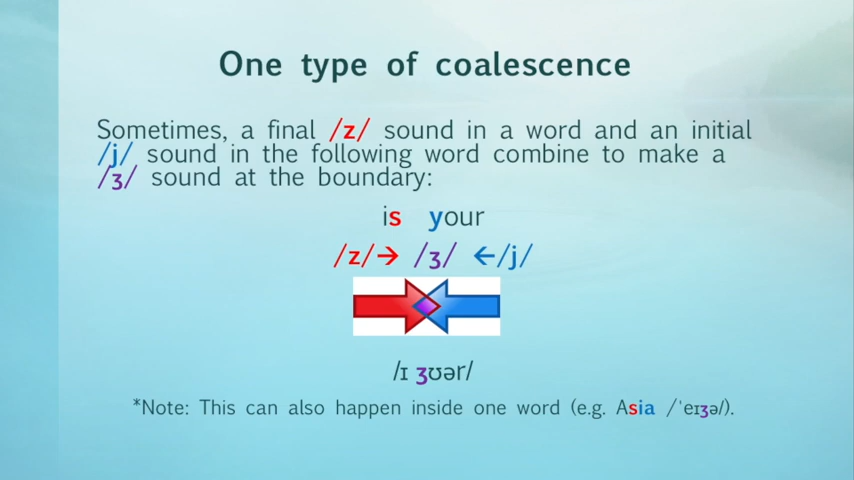 One type of coalescence
Sometimes, a final /z/ sound in a word and an initial
/j/ sound in the following word combine to make a
/ʒ/ sound at the boundary:
is your
/z/→ /ʒ/ ←/j/
/ɪ ʒʊər/
*Note: This can also happen inside one word (e.g. Asia /ˈeɪʒə/).